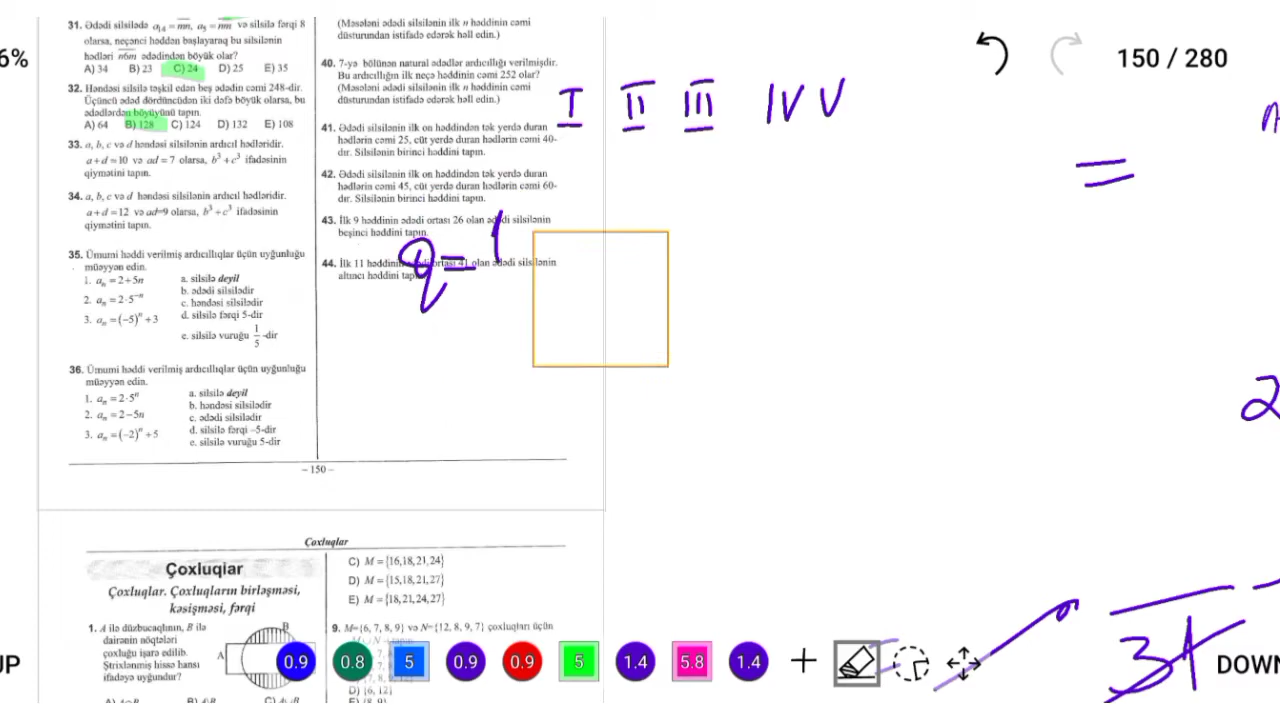 31. Ədədi silsilədə a₁₄ = mn, a₅ = nm və silsilə fərqi 8
olarsa, neçənci həddən başlayaraq bu silsilənin
hədləri n6m ədədindən böyük olar?
A) 34 B) 23 C) 24 D) 25 E) 35
32. Həndəsi silsilə təşkil edən beş ədədin cəmi 248-dir.
Üçüncü ədəd dördüncüdən iki dəfə böyük olarsa, bu
ədədlərdən böyüyünü tapın.
A) 64 B) 128 C) 124 D) 132 E) 108
33. a, b, c və d həndəsi silsilənin ardıcıl hədləridir.
a+d=10 və ad=7 olarsa, b³+c³ ifadəsinin
qiymətini tapın.
34. a, b, c və d həndəsi silsilənin ardıcıl hədləridir.
a+d=12 və ad=9 olarsa, b³+c³ ifadəsinin
qiymətini tapın.
35. Ümumi həddi verilmiş ardıcıllıqlar üçün uyğunluğu
müəyyən edin.
1. aₙ=2+5n a. silsilə deyil
b. ədədi silsilədir
2. aₙ=2·5⁻ⁿ c. həndəsi silsilədir
3. aₙ=(-5)ⁿ+3 d. silsilə fərqi 5-dir
e. silsilə vuruğu 1/5 -dir
36. Ümumi həddi verilmiş ardıcıllıqlar üçün uyğunluğu
müəyyən edin.
1. aₙ=2·5ⁿ a. silsilə deyil
b. həndəsi silsilədir
2. aₙ=2-5n c. ədədi silsilədir
3. aₙ=(-2)ⁿ+5 d. silsilə fərqi -5-dir
e. silsilə vuruğu 5-dir
(Məsələni ədədi silsilənin ilk n həddinin cəmi
düsturundan istifadə edərək həll edin.)
40. 7-yə bölünən natural ədədlər ardıcıllığı verilmişdir.
Bu ardıcıllığın ilk neçə həddinin cəmi 252 olar?
(Məsələni ədədi silsilənin ilk n həddinin cəmi
düsturundan istifadə edərək həll edin.)
41. Ədədi silsilənin ilk on həddindən tək yerdə duran
hədlərin cəmi 25, cüt yerdə duran hədlərin cəmi 40-
dır. Silsilənin birinci həddini tapın.
42. Ədədi silsilənin ilk on həddindən tək yerdə duran
hədlərin cəmi 45, cüt yerdə duran hədlərin cəmi 60-
dır. Silsilənin birinci həddini tapın.
43. İlk 9 həddinin ədədi ortası 26 olan ədədi silsilənin
beşinci həddini tapın.
44. İlk 11 həddinin ədədi ortası 41 olan ədədi silsilənin
altıncı həddini tapın.
q=1
– 150 –
I II III IV V
=
2
34
6%
150 / 280
Çoxluqlar
Çoxluqlar
Çoxluqlar. Çoxluqların birləşməsi,
kəsişməsi, fərqi
1. A ilə düzbucaqlının, B ilə
dairənin nöqtələri
çoxluğu işarə edilib.
Ştrixlənmiş hissə hansı
ifadəyə uyğundur?
A B
C) M={16,18,21,24}
D) M={15,18,21,27}
E) M={18,21,24,27}
9. M={6, 7, 8, 9} və N={12, 8, 9, 7} çoxluqları üçün
D) {6, 12}
E) {8, 9}
UP 0.9 0.8 5 0.9 0.9 5 1.4 5.8 1.4 + DOWN